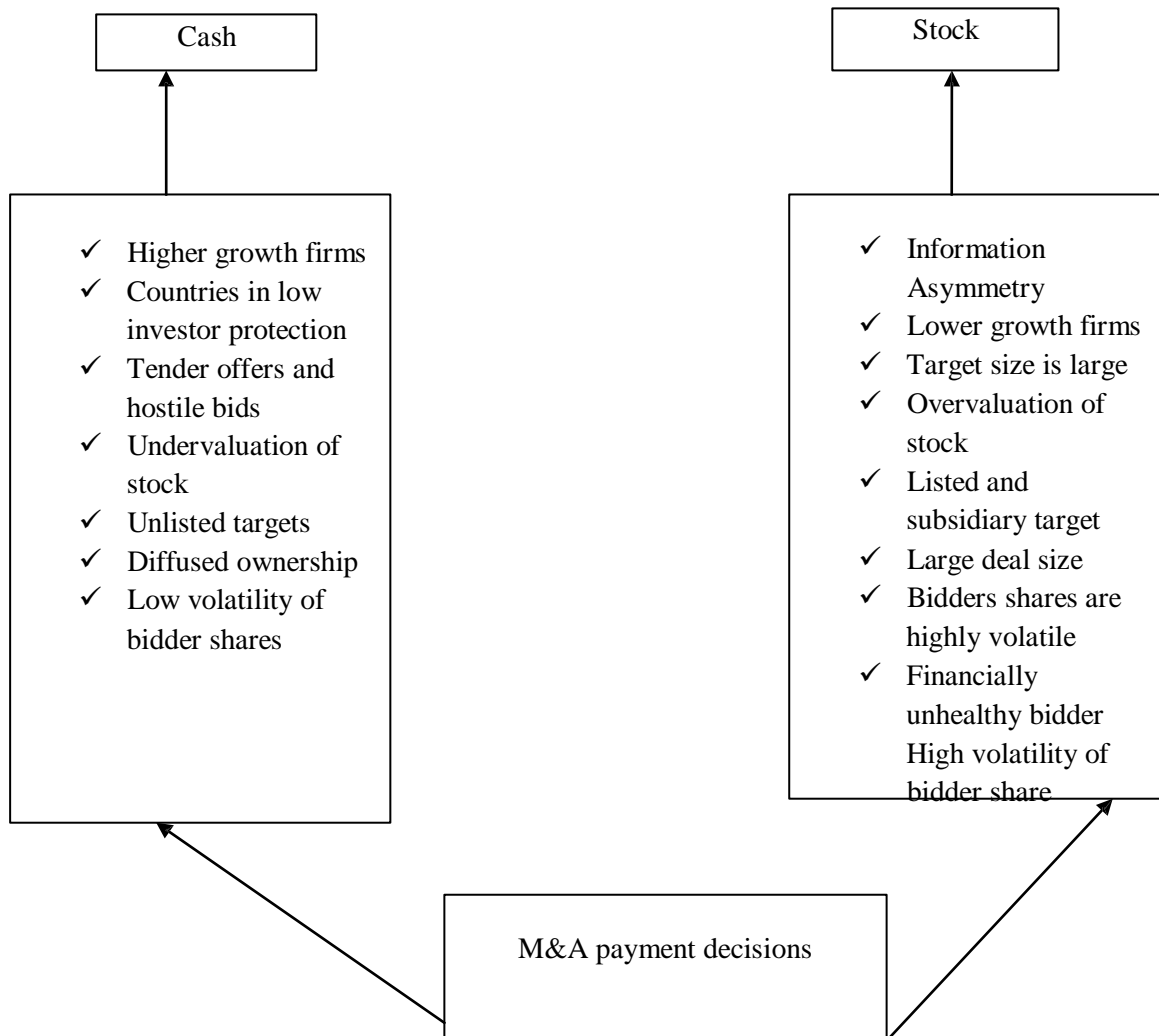 Cash
Stock
✓ Higher growth firms
✓ Countries in low
investor protection
✓ Tender offers and
hostile bids
✓ Undervaluation of
stock
✓ Unlisted targets
✓ Diffused ownership
✓ Low volatility of
bidder shares
✓ Information
Asymmetry
✓ Lower growth firms
✓ Target size is large
✓ Overvaluation of
stock
✓ Listed and
subsidiary target
✓ Large deal size
✓ Bidders shares are
highly volatile
✓ Financially
unhealthy bidder
High volatility of
bidder share
M&A payment decisions